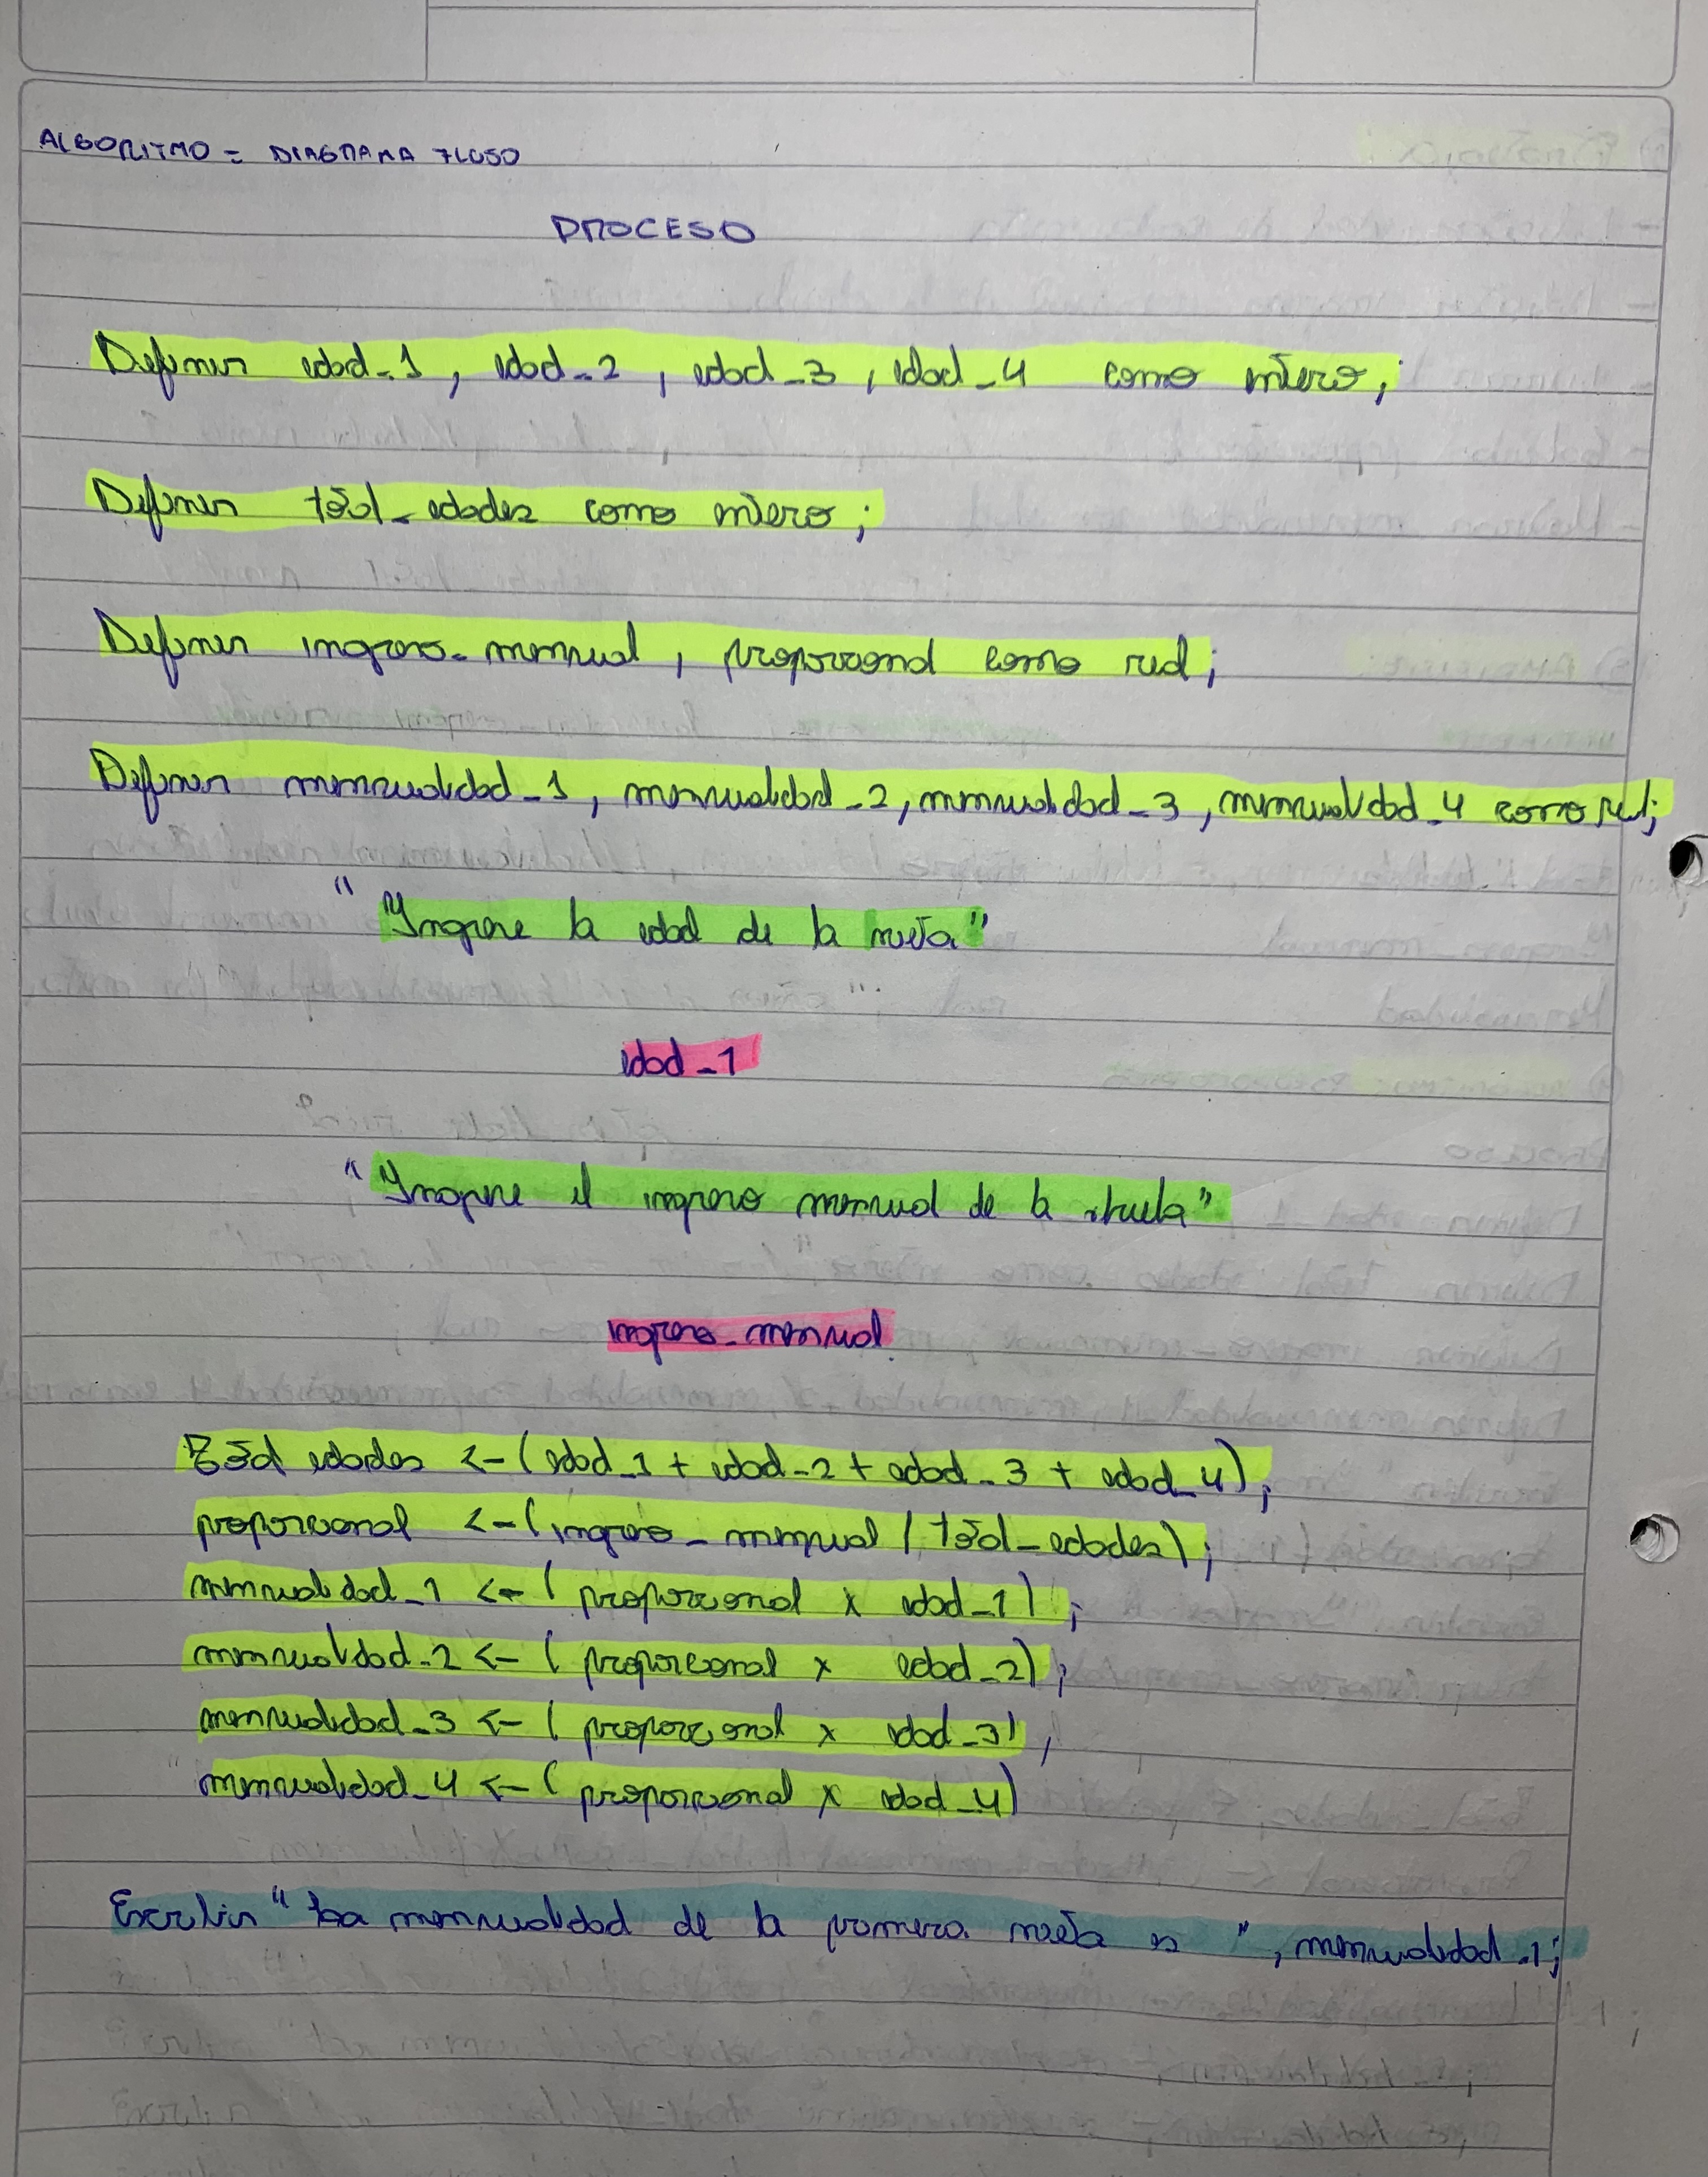 ALGORITMO = DIAGRAMA FLUJO
PROCESO
Definir edad_1, edad_2, edad_3, edad_4 como entero;
Definir total_edades como entero;
Definir ingreso_mensual, proporcional como real;
Definir mensualidad_1, mensualidad_2, mensualidad_3, mensualidad_4 como real;
" "Ingrese la edad de la nieta"
edad_1
" "Ingrese el ingreso mensual de la abuela"
ingreso_mensual
Total edades <- (edad_1 + edad_2 + edad_3 + edad_4);
proporcional <- (ingreso_mensual / total_edades);
mensualidad_1 <- (proporcional x edad_1);
mensualidad_2 <- (proporcional x edad_2);
mensualidad_3 <- (proporcional x edad_3),
mensualidad_4 <- (proporcional x edad_4)
Escribir "La mensualidad de la primera nieta es ", mensualidad_1;